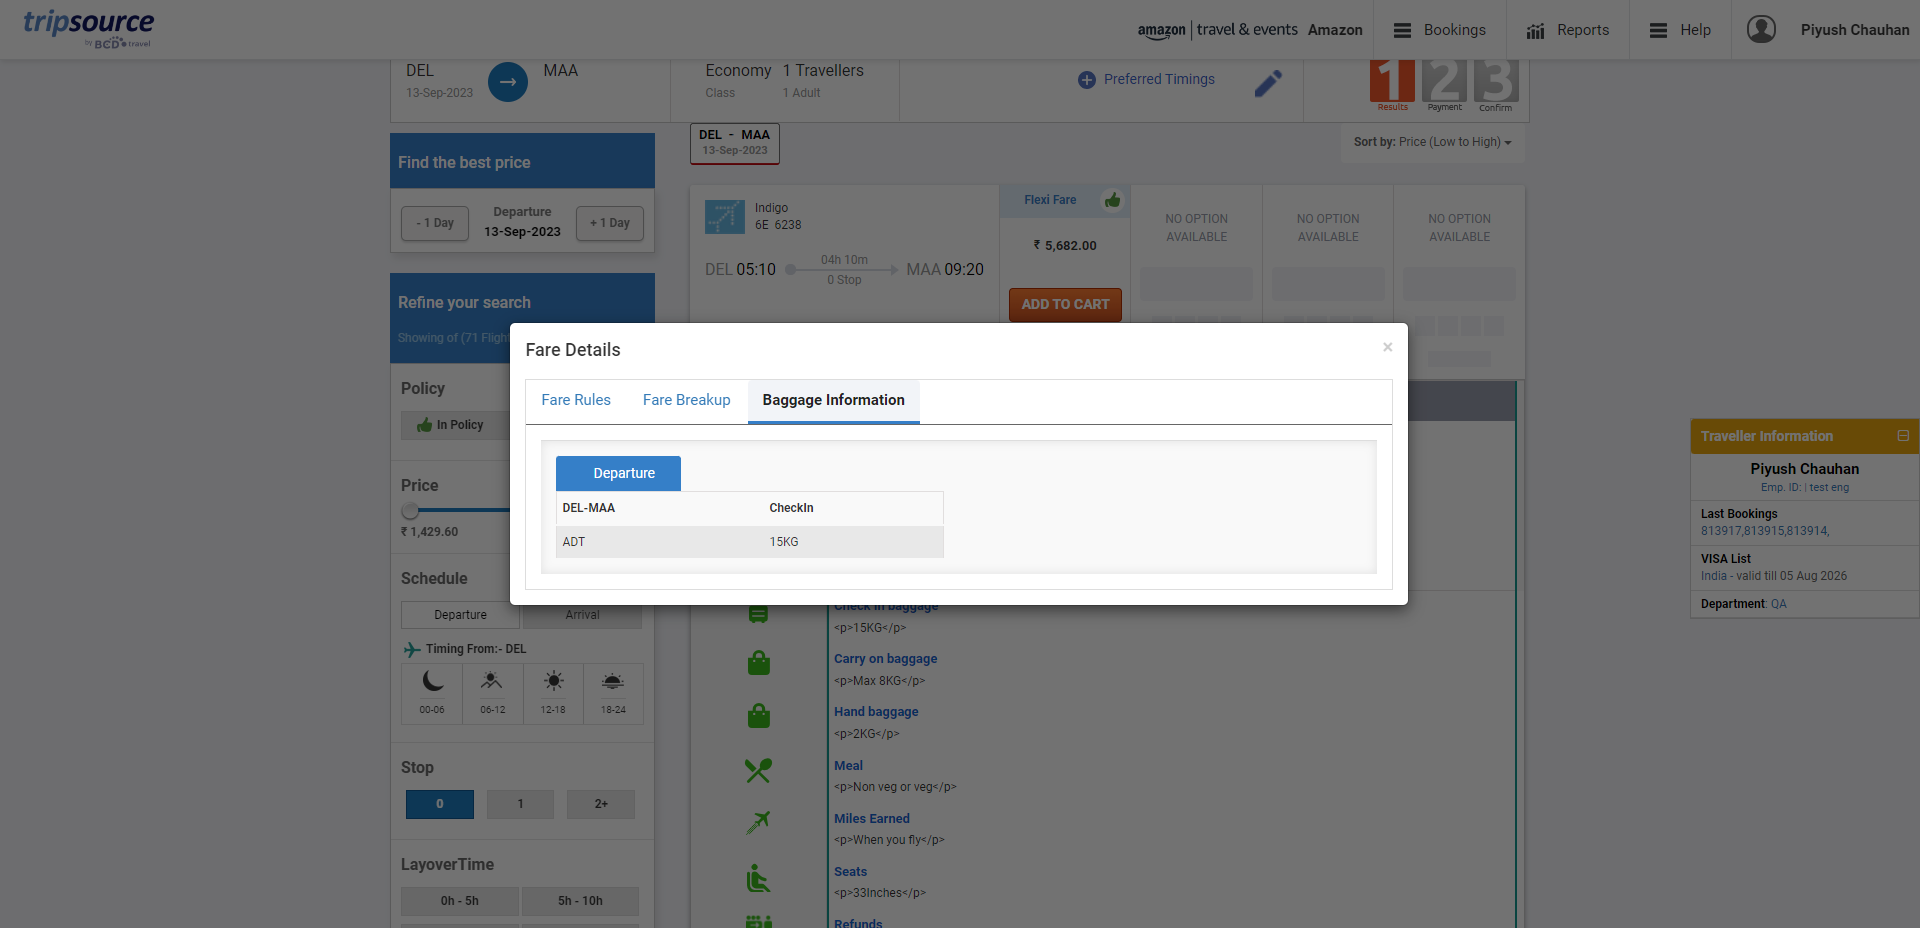 tripsource
by BCD travel
amazon | travel & events Amazon
Bookings
Reports
Help
Piyush Chauhan
DEL
13-Sep-2023
MAA
Economy
Class
1 Travellers
1 Adult
Preferred Timings
1 2 3
Results Payment Confirm
Find the best price
- 1 Day
Departure
13-Sep-2023
+ 1 Day
DEL - MAA
13-Sep-2023
Sort by: Price (Low to High)
Indigo
6E 6238
DEL 05:10
04h 10m
0 Stop
MAA 09:20
Flexi Fare
₹ 5,682.00
ADD TO CART
NO OPTION
AVAILABLE
NO OPTION
AVAILABLE
NO OPTION
AVAILABLE
Refine your search
Showing of (71 Fligh
Policy
In Policy
Price
₹ 1,429.60
Schedule
Departure
Arrival
Timing From:- DEL
00-06
06-12
12-18
18-24
Stop
0
1
2+
LayoverTime
0h - 5h
5h - 10h
Fare Details
×
Fare Rules
Fare Breakup
Baggage Information
Departure
DEL-MAA CheckIn
ADT 15KG
Check in baggage
<p>15KG</p>
Carry on baggage
<p>Max 8KG</p>
Hand baggage
<p>2KG</p>
Meal
<p>Non veg or veg</p>
Miles Earned
<p>When you fly</p>
Seats
<p>33Inches</p>
Refunds
Traveller Information
Piyush Chauhan
Emp. ID: | test eng
Last Bookings
813917,813915,813914,
VISA List
India - valid till 05 Aug 2026
Department: QA